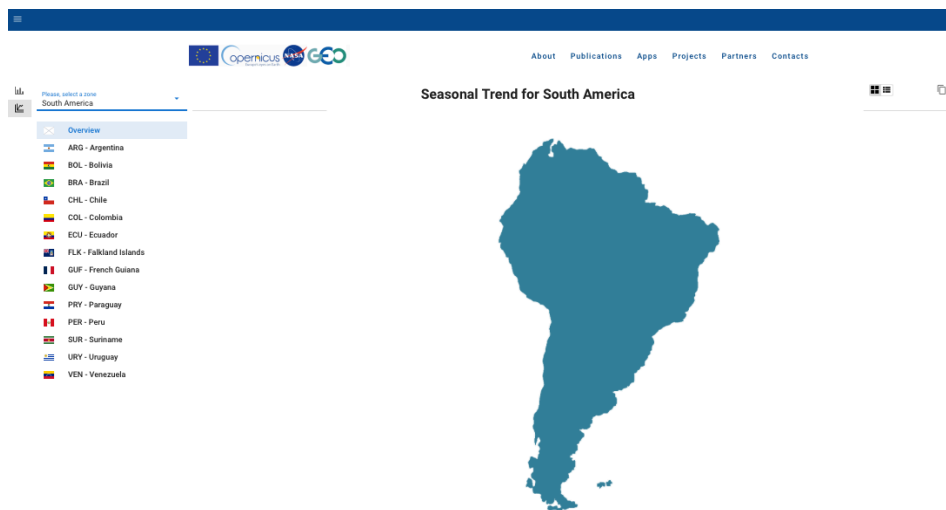 opernicus
NASA
GEO
About Publications Apps Projects Partners Contacts
Please, select a zone
South America
Seasonal Trend for South America
Overview
ARG - Argentina
BOL - Bolivia
BRA - Brazil
CHL - Chile
COL - Colombia
ECU - Ecuador
FLK - Falkland Islands
GUF - French Guiana
GUY - Guyana
PRY - Paraguay
PER - Peru
SUR - Suriname
URY - Uruguay
VEN - Venezuela